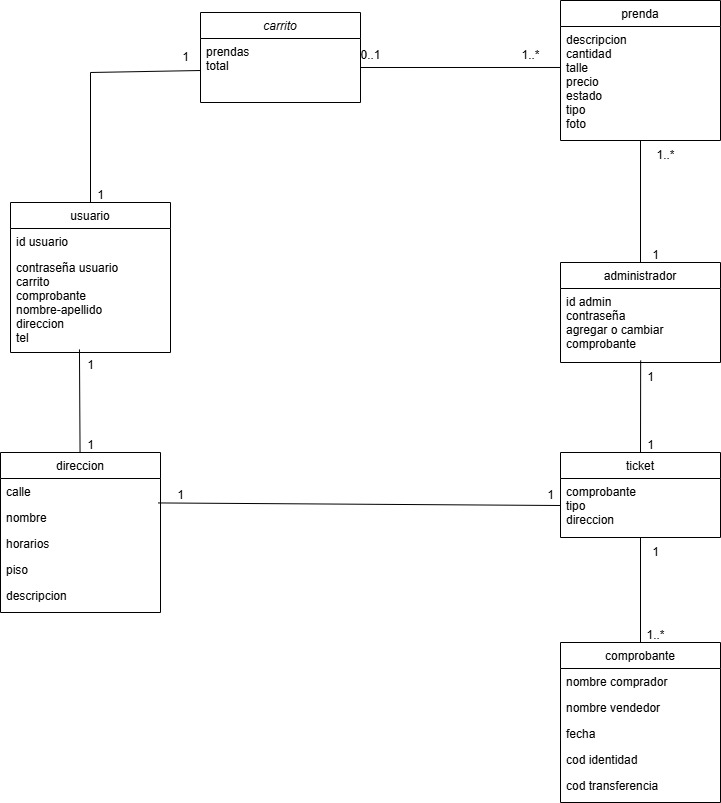 carrito
prendas
total
prenda
descripcion
cantidad
talle
precio
estado
tipo
foto
1
0..1
1..*
1
1..*
usuario
id usuario
contraseña usuario
carrito
comprobante
nombre-apellido
direccion
tel
1
administrador
id admin
contraseña
agregar o cambiar
comprobante
1
1
1
1
direccion
calle
nombre
horarios
piso
descripcion
ticket
comprobante
tipo
direccion
1
1
1
1..*
comprobante
nombre comprador
nombre vendedor
fecha
cod identidad
cod transferencia